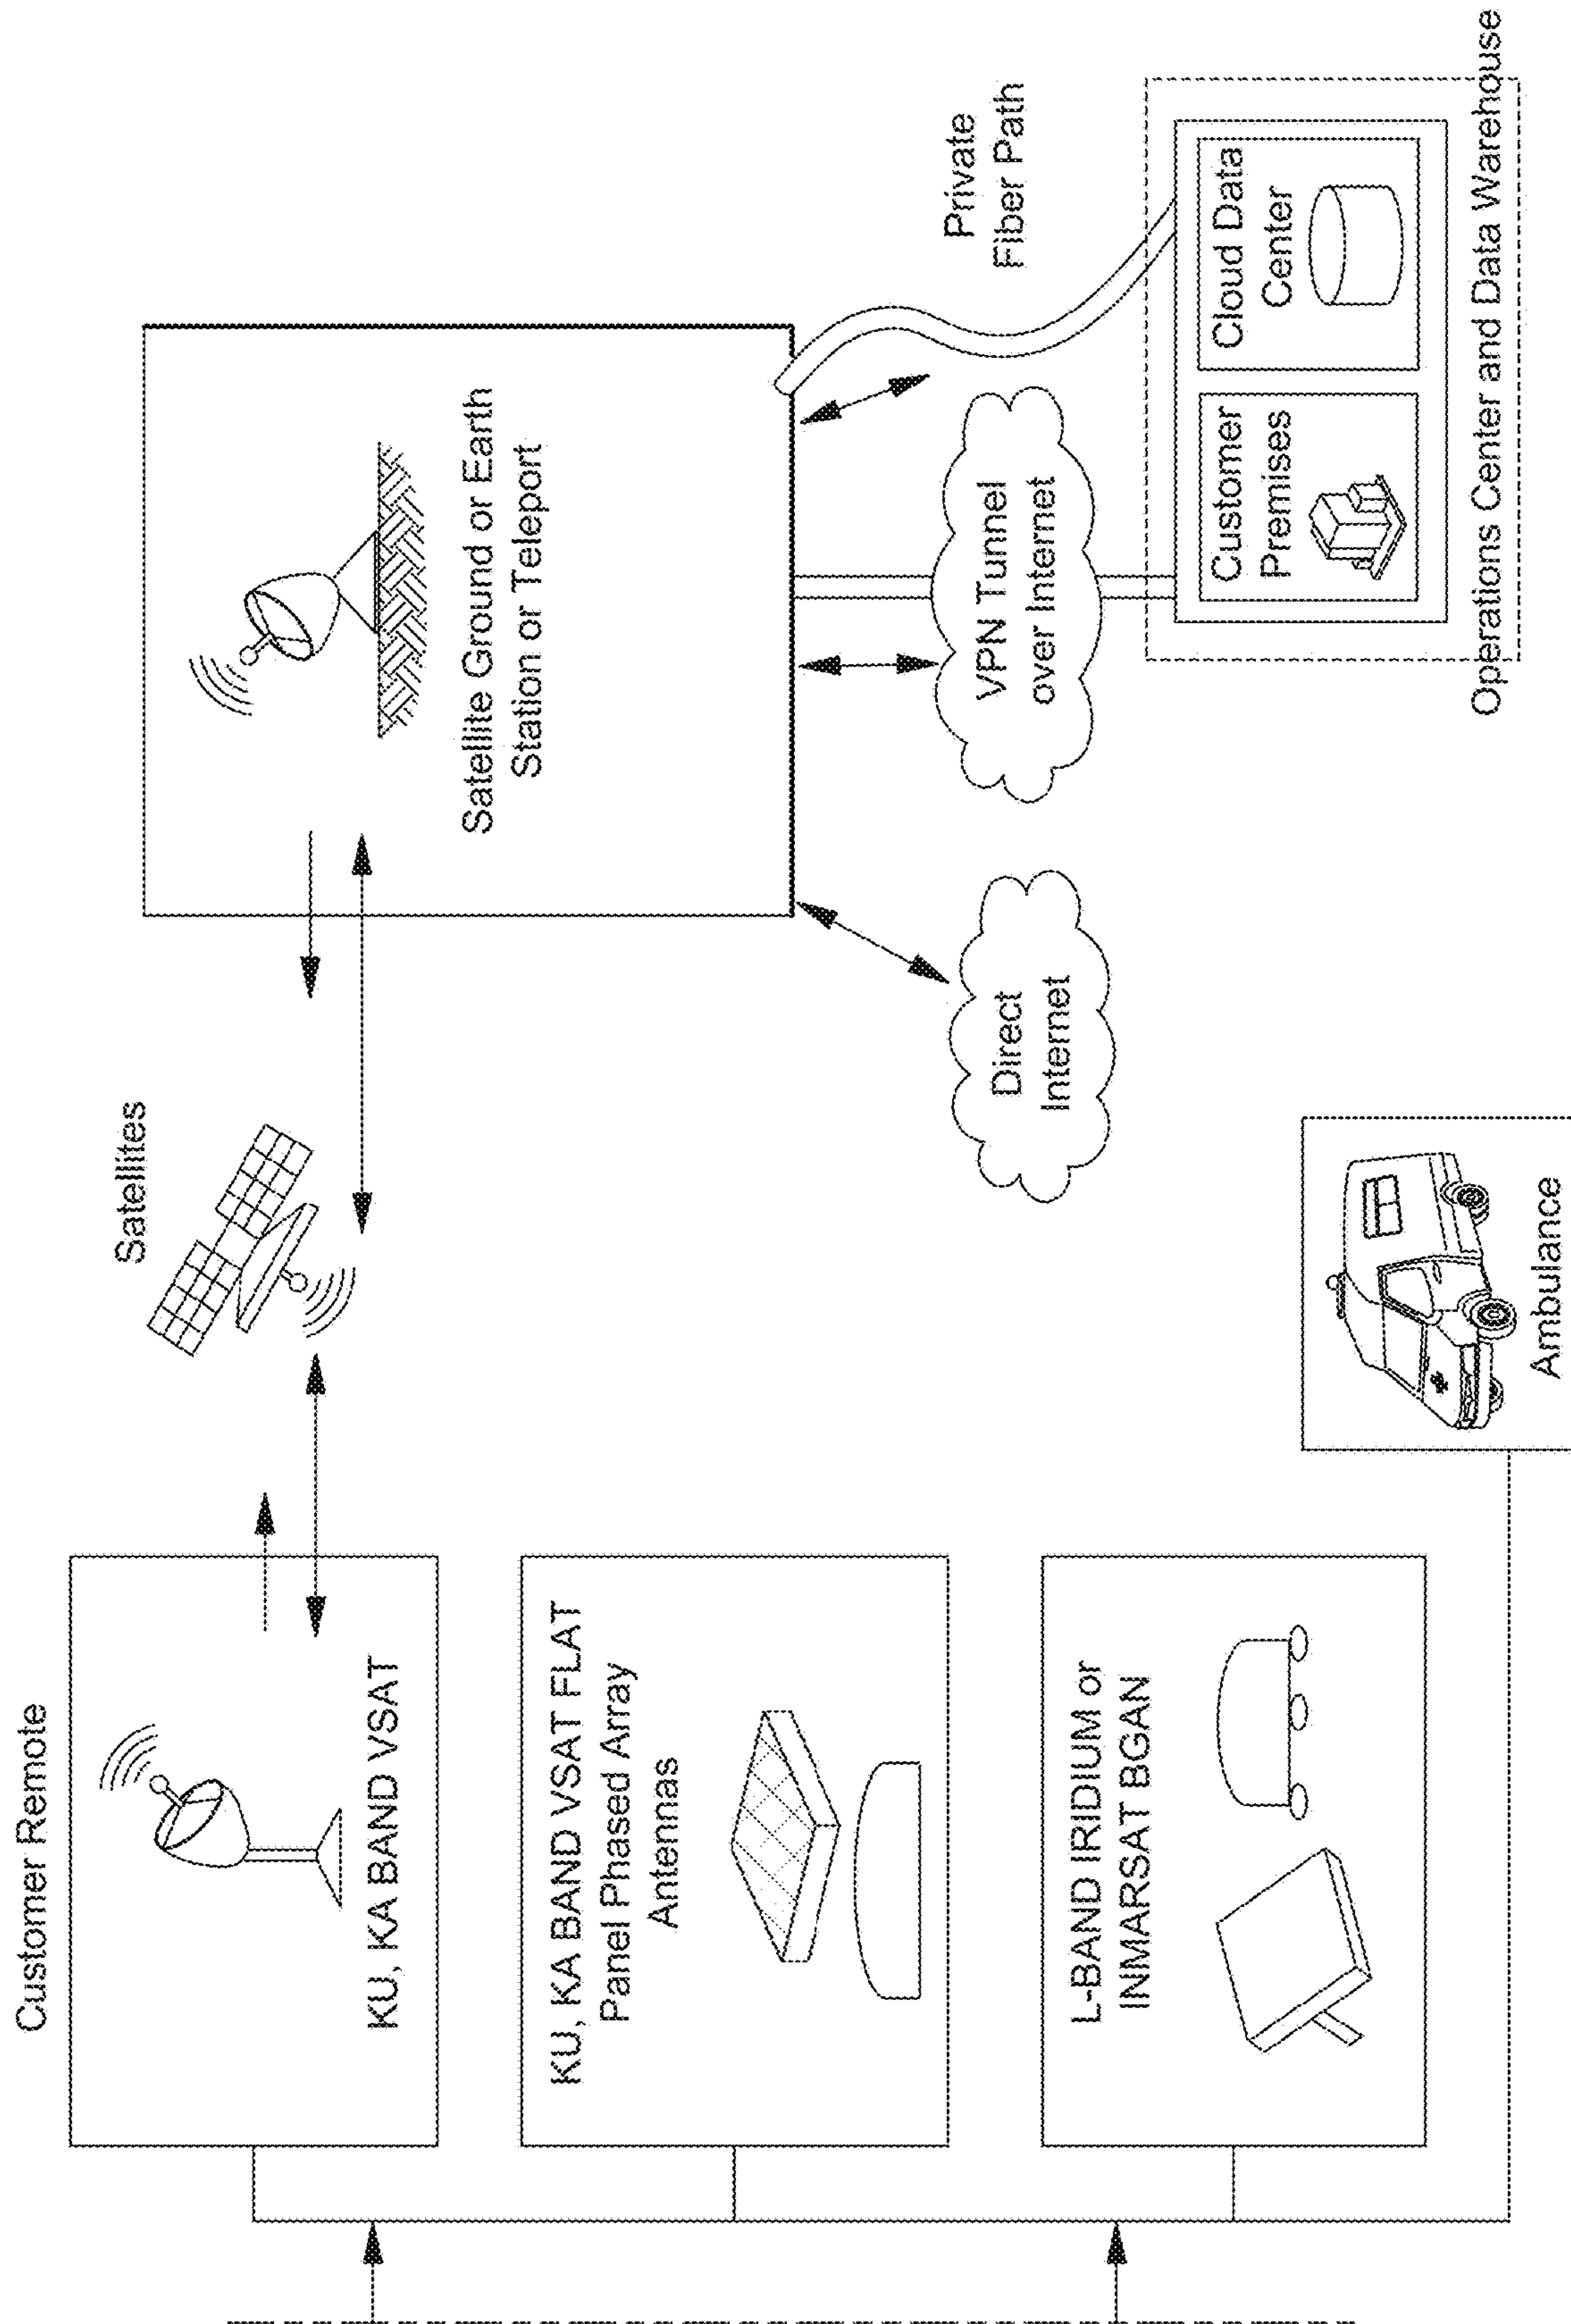 Customer Remote
KU, KA BAND VSAT
KU, KA BAND VSAT FLAT
Panel Phased Array
Antennas
L-BAND IRIDIUM or
INMARSAT BGAN
Satellites
Ambulance
Satellite Ground or Earth
Station or Teleport
Direct
Internet
VPN Tunnel
over Internet
Private
Fiber Path
Customer
Premises
Cloud Data
Center
Operations Center and Data Warehouse